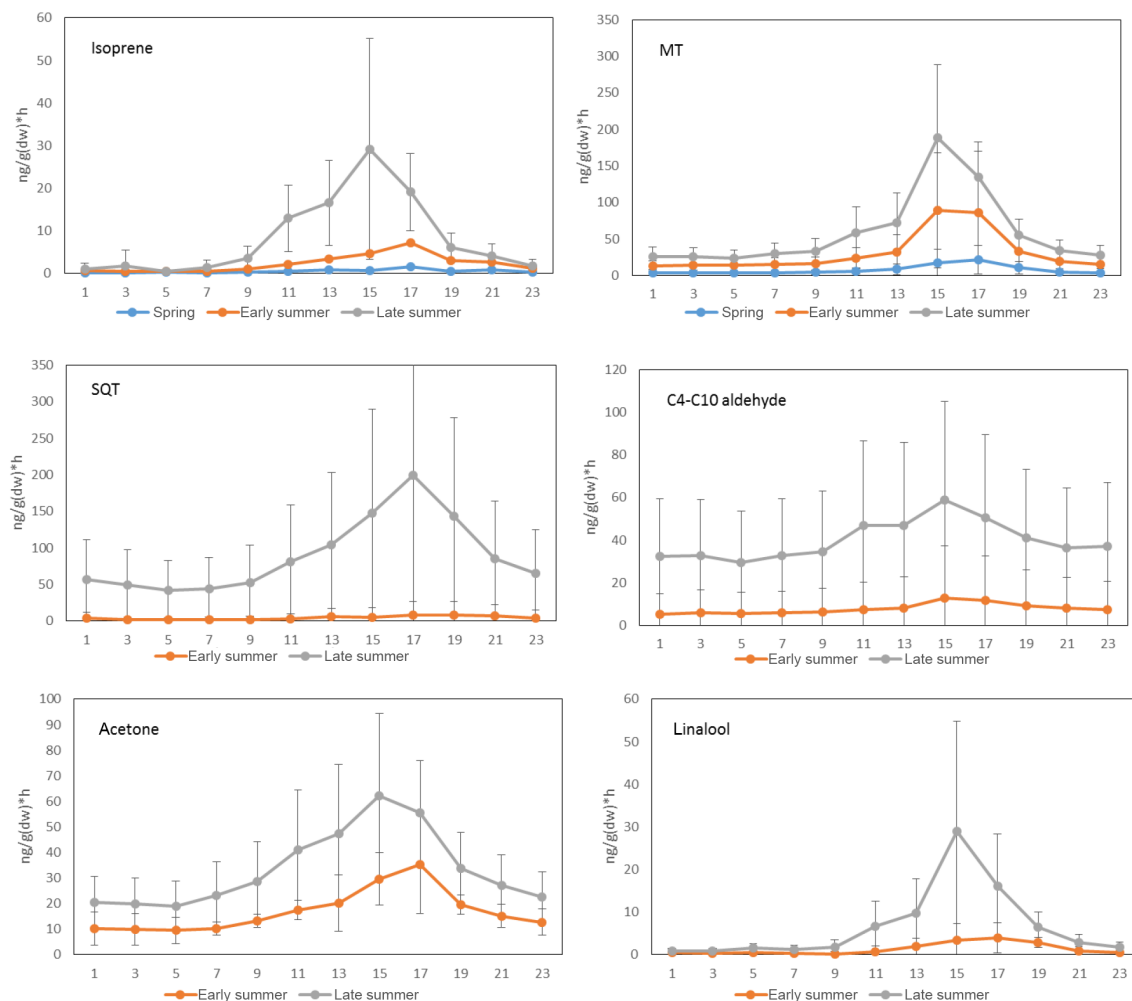 Isoprene
ng/g(dw)*h
60
50
40
30
20
10
0
1 3 5 7 9 11 13 15 17 19 21 23
Spring Early summer Late summer
MT
ng/g(dw)*h
350
300
250
200
150
100
50
0
1 3 5 7 9 11 13 15 17 19 21 23
Spring Early summer Late summer
SQT
ng/g(dw)*h
350
300
250
200
150
100
50
0
1 3 5 7 9 11 13 15 17 19 21 23
Early summer Late summer
C4-C10 aldehyde
ng/g(dw)*h
120
100
80
60
40
20
0
1 3 5 7 9 11 13 15 17 19 21 23
Early summer Late summer
Acetone
ng/g(dw)*h
100
90
80
70
60
50
40
30
20
10
0
1 3 5 7 9 11 13 15 17 19 21 23
Early summer Late summer
Linalool
ng/g(dw)*h
60
50
40
30
20
10
0
1 3 5 7 9 11 13 15 17 19 21 23
Early summer Late summer